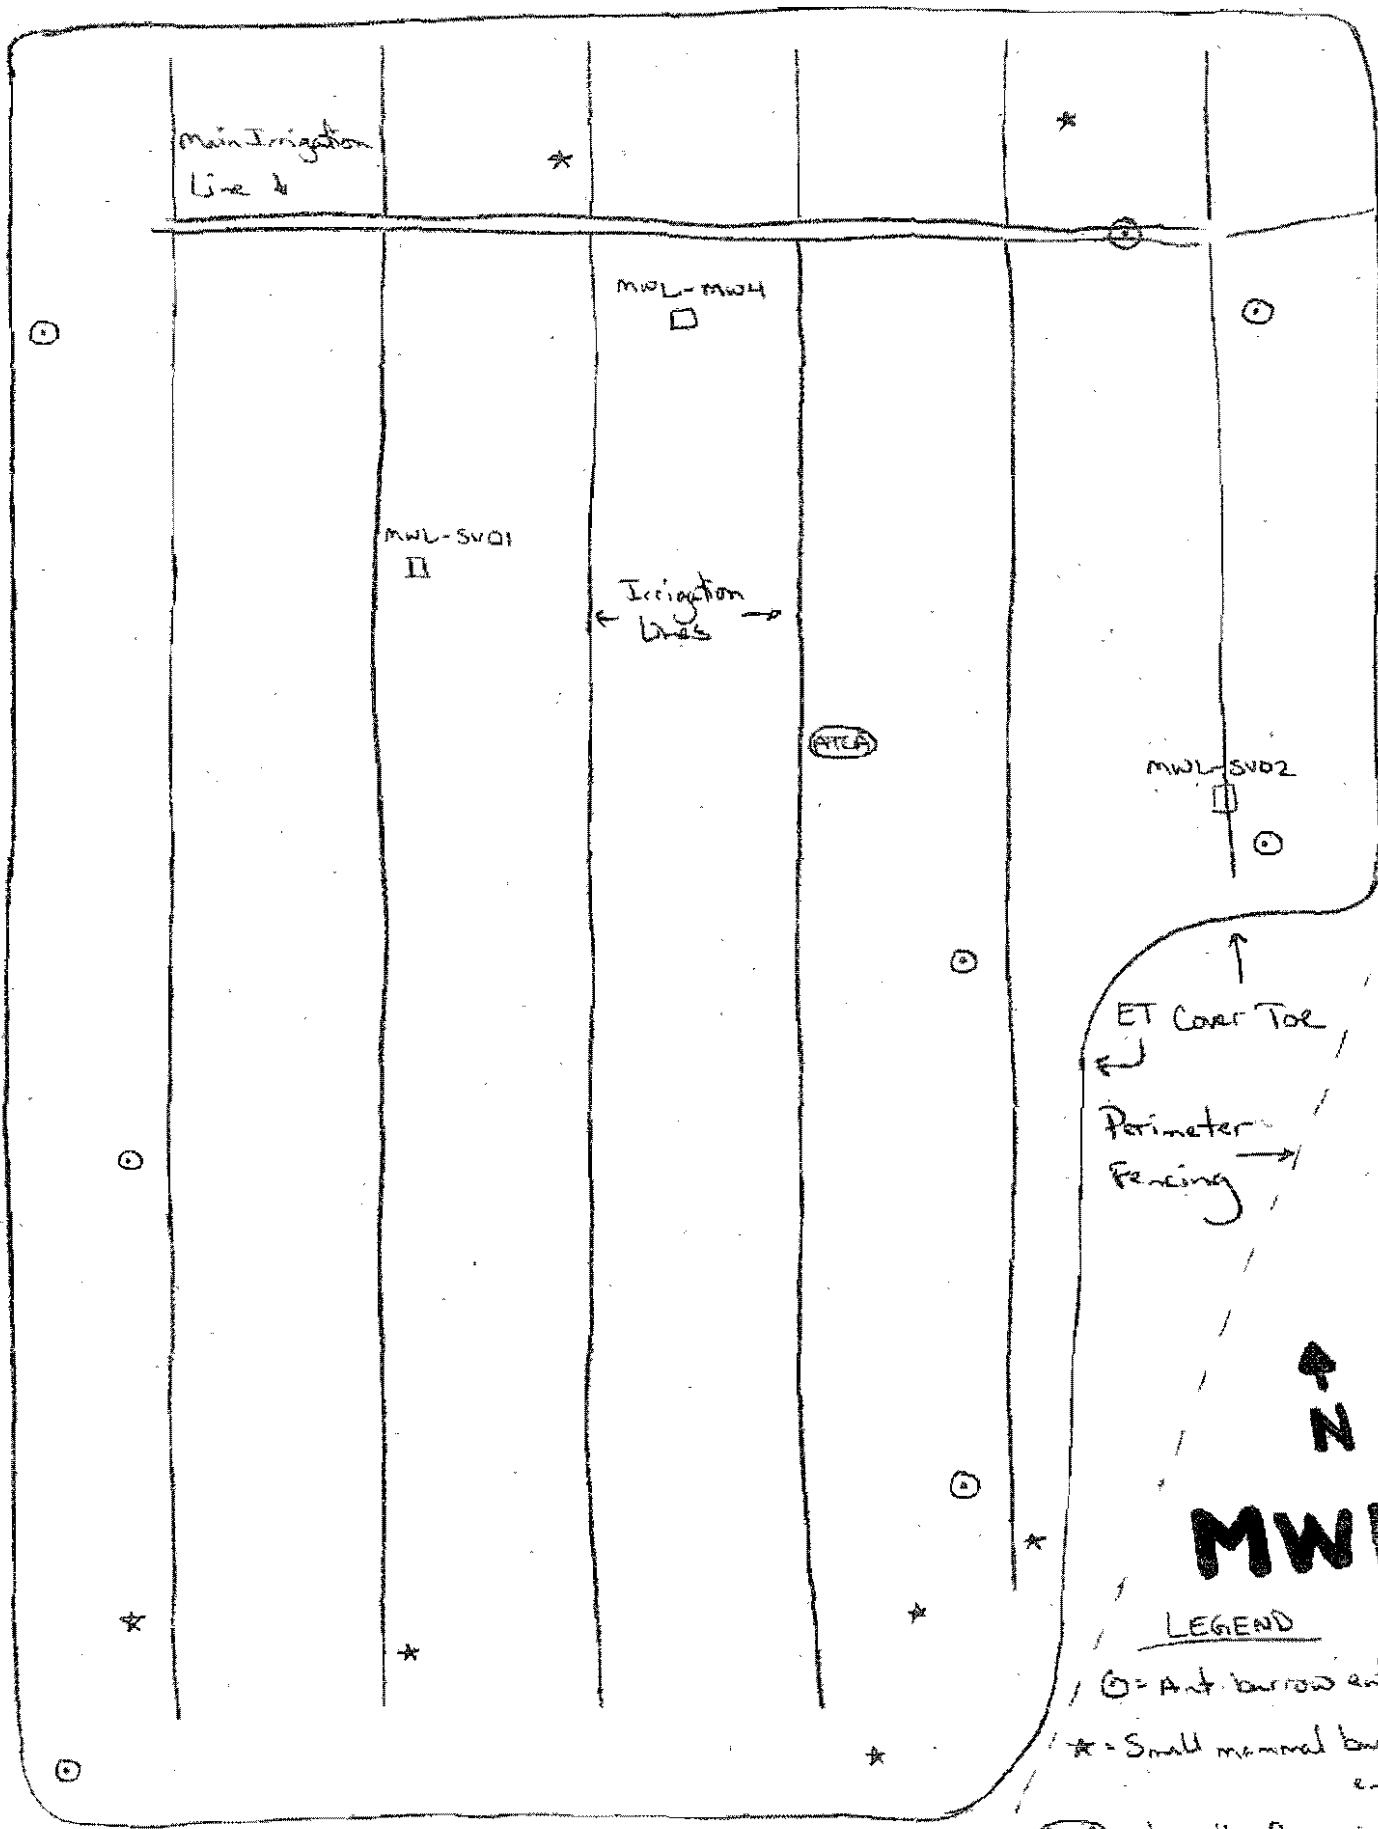 Main Irrigation
Line
MWL-MW4
MWL-SV01
Irrigation
Lines
ATCA
MWL-SV02
ET Cover Toe
Perimeter
Fencing
N
MW
LEGEND
= Ant burrow
= Small mammal